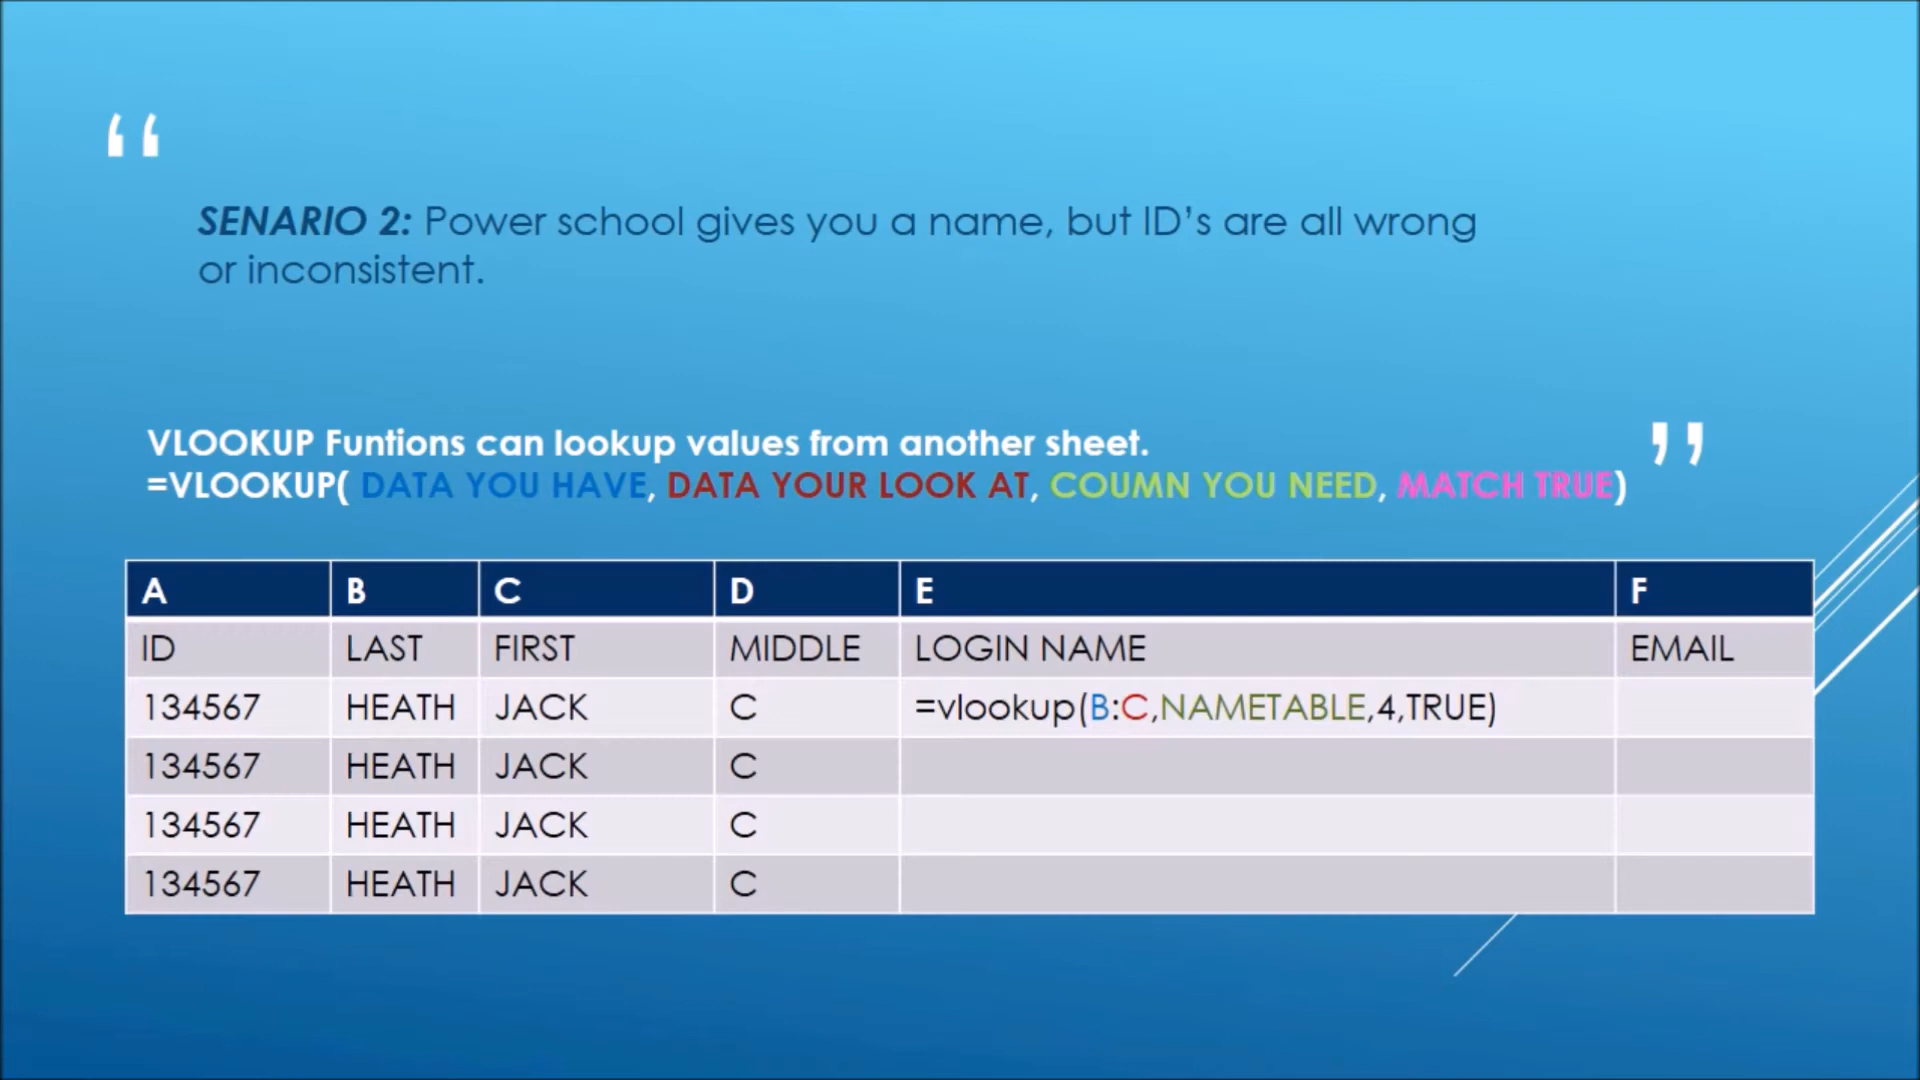 “
SENARIO 2: Power school gives you a name, but ID’s are all wrong
or inconsistent.
VLOOKUP Funtions can lookup values from another sheet.
”
=VLOOKUP( DATA YOU HAVE, DATA YOUR LOOK AT, COUMN YOU NEED, MATCH TRUE)
A B C D E F
ID LAST FIRST MIDDLE LOGIN NAME EMAIL
134567 HEATH JACK C =vlookup(B:C,NAMETABLE,4,TRUE)
134567 HEATH JACK C
134567 HEATH JACK C
134567 HEATH JACK C